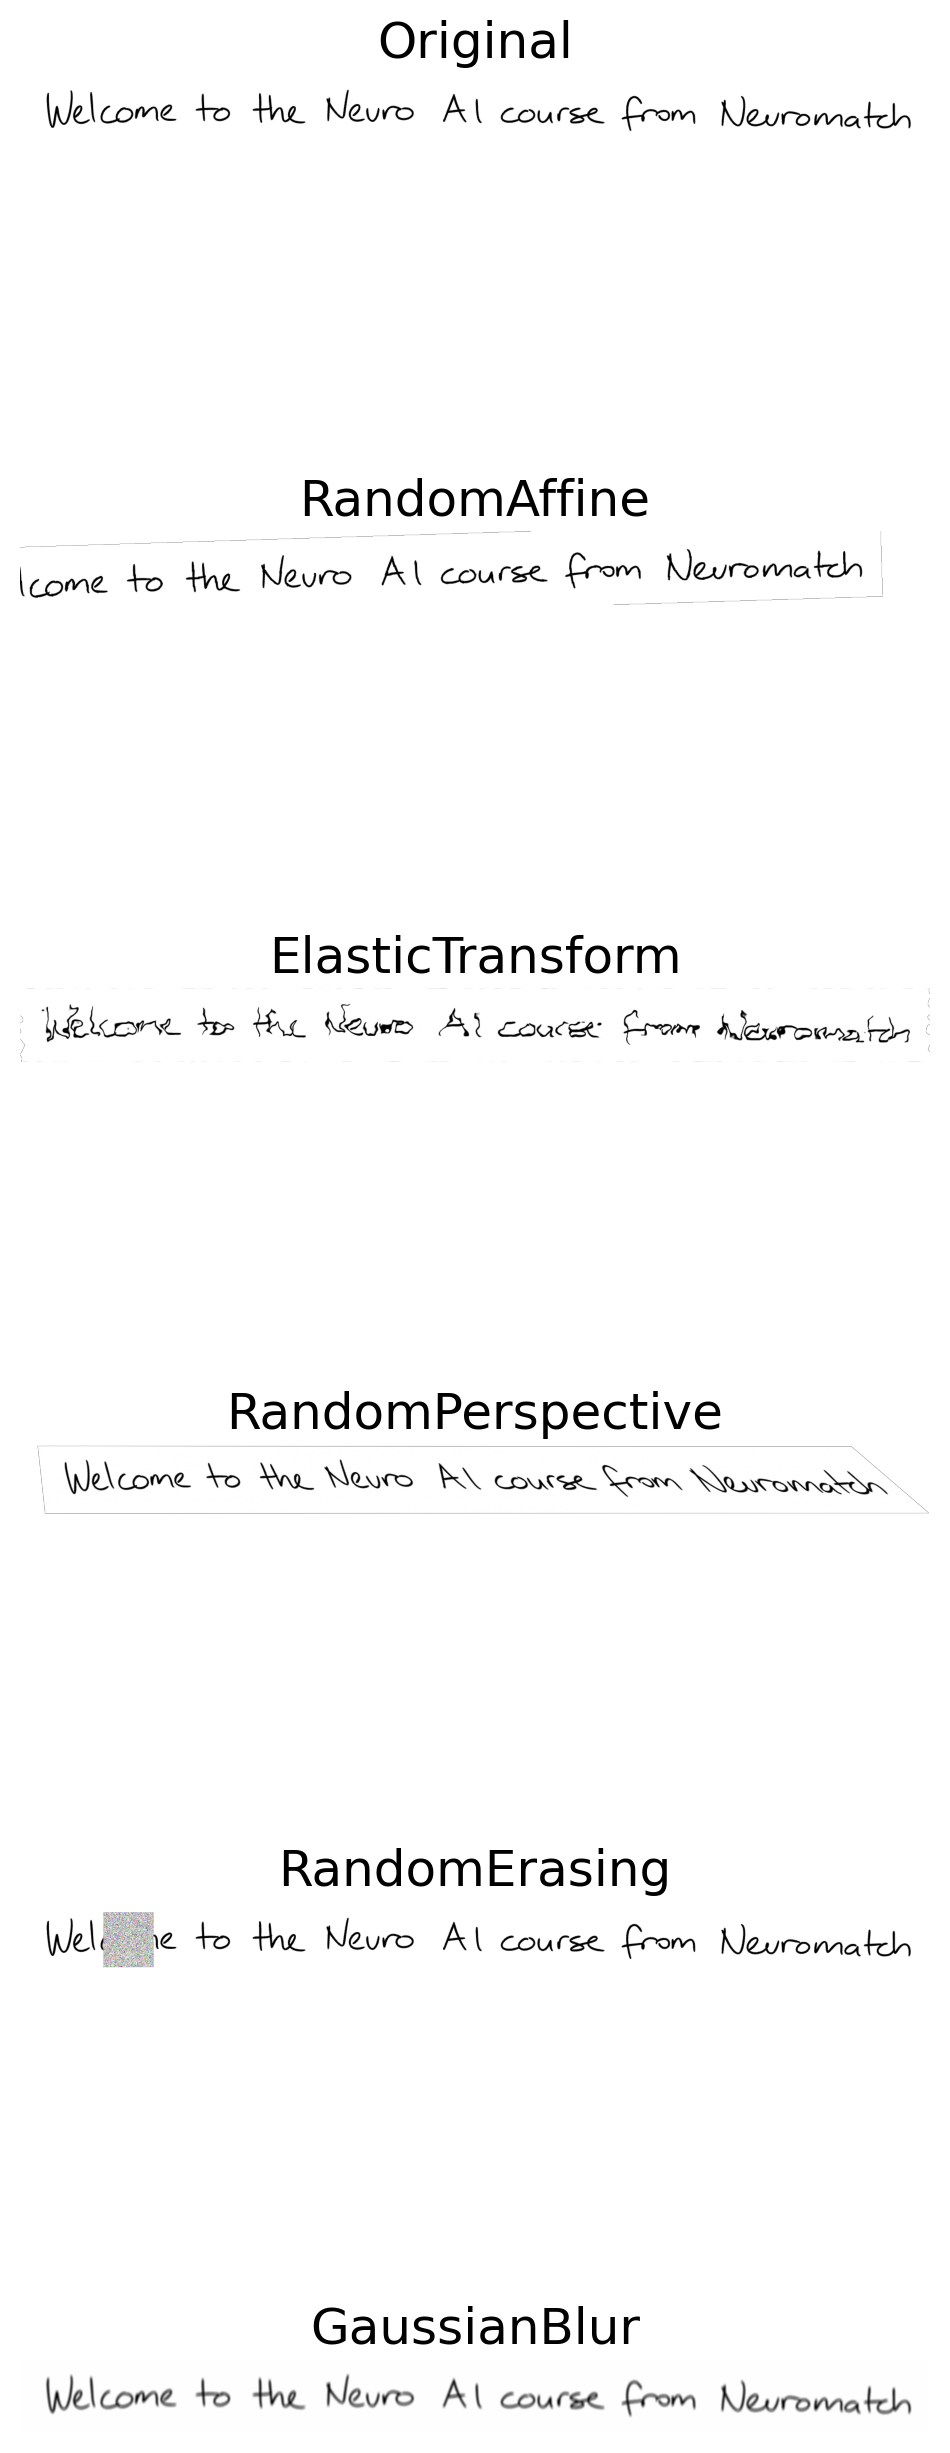 Original
Welcome to the Neuro AI course from Neuromatch
RandomAffine
lcome to the Neuro AI course from Neuromatch
ElasticTransform
Welcome to the Neuro AI course from Neuromatch
RandomPerspective
Welcome to the Neuro AI course from Neuromatch
RandomErasing
Wel e to the Neuro AI course from Neuromatch
GaussianBlur
Welcome to the Neuro AI course from Neuromatch